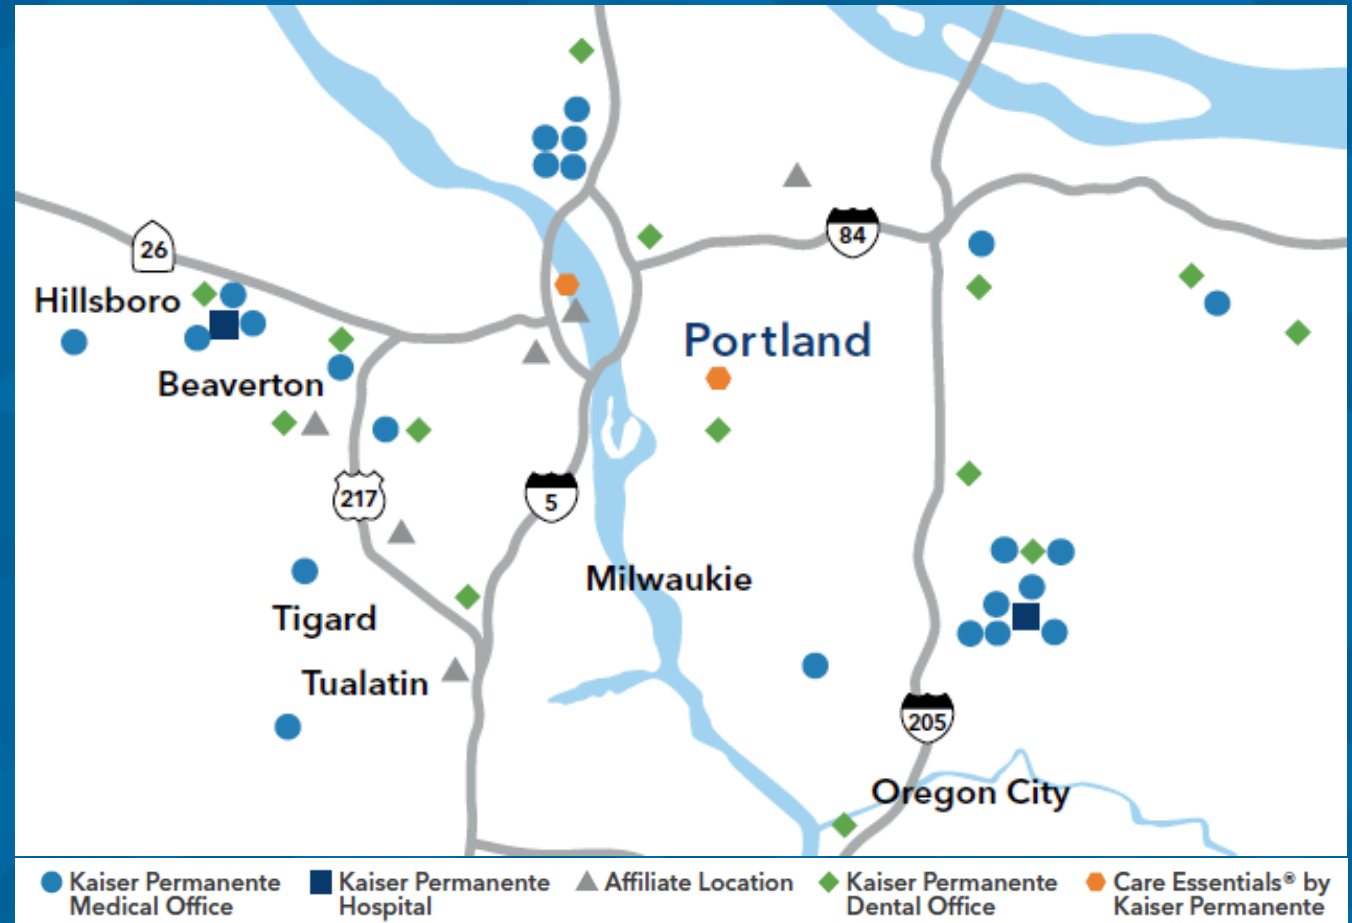 26
84
Hillsboro
Portland
Beaverton
217
5
Milwaukie
Tigard
Tualatin
205
Oregon City
Kaiser Permanente
Medical Office
Kaiser Permanente
Hospital
Affiliate Location
Kaiser Permanente
Dental Office
Care Essentials® by
Kaiser Permanente